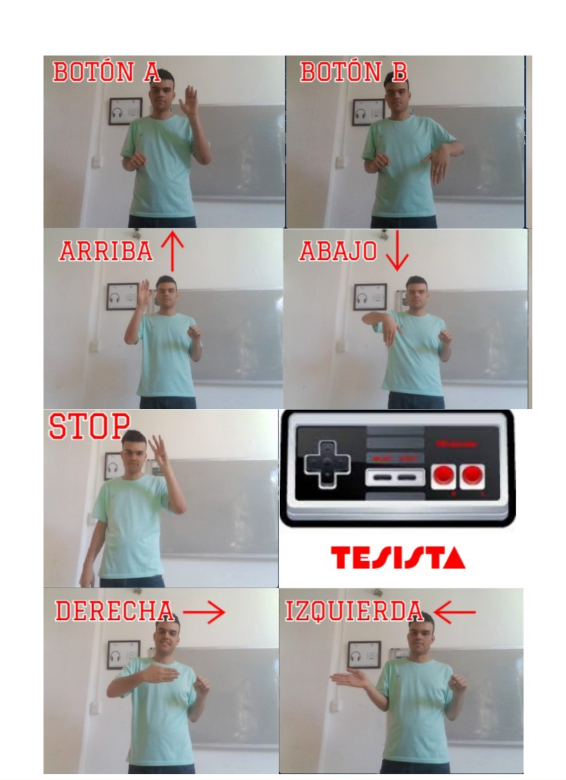 BOTÓN A
BOTÓN B
ARRIBA
ABAJO
STOP
TESISTA
DERECHA
IZQUIERDA